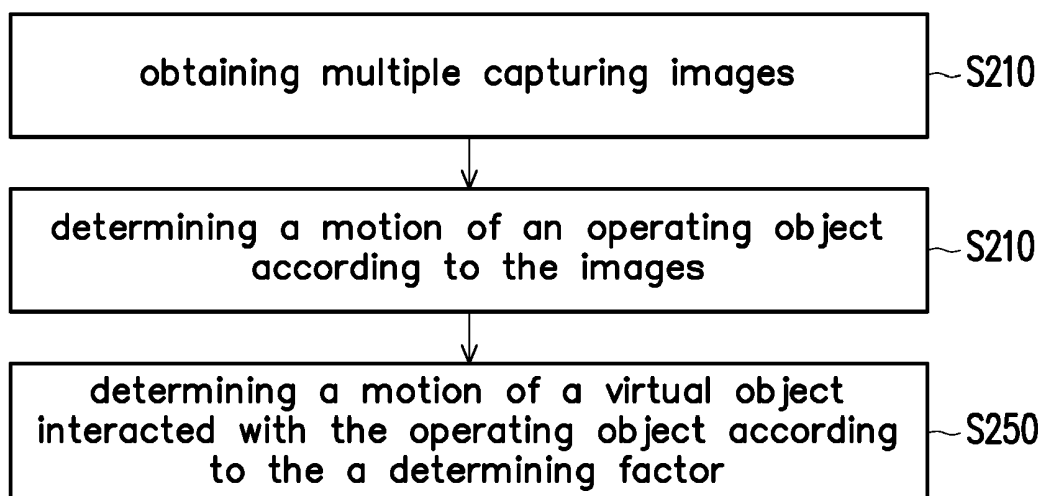 obtaining multiple capturing images
S210
determining a motion of an operating object
according to the images
S210
determining a motion of a virtual object
interacted with the operating object according
to the a determining factor
S250